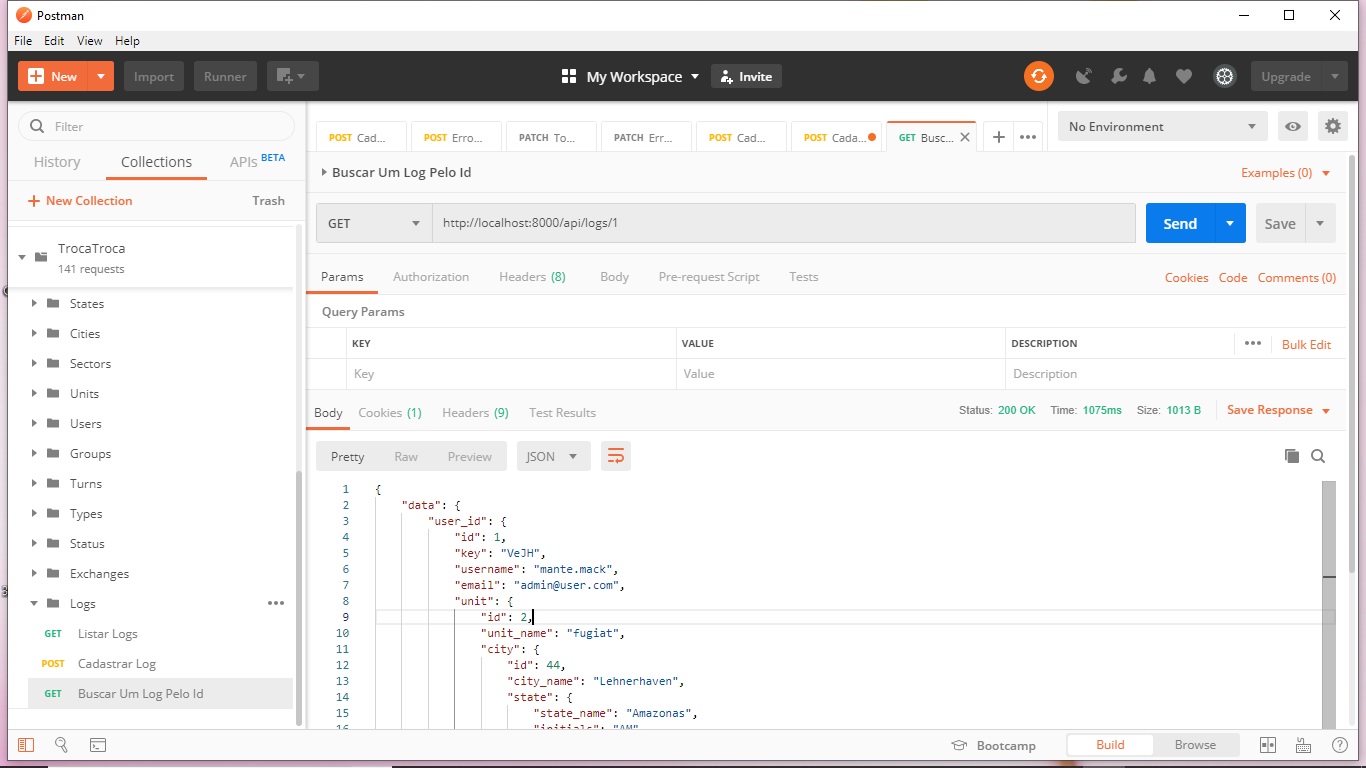 Postman
File Edit View Help
New Import Runner My Workspace Invite Upgrade
Filter
History Collections APIs BETA
New Collection Trash
TrocaTroca
141 requests
States
Cities
Sectors
Units
Users
Groups
Turns
Types
Status
Exchanges
Logs
GET Listar Logs
POST Cadastrar Log
GET Buscar Um Log Pelo Id
POST Cad... POST Erro... PATCH To... PATCH Err... POST Cad... POST Cada... GET Busc... No Environment
Buscar Um Log Pelo Id Examples (0)
GET http://localhost:8000/api/logs/1 Send Save
Params Authorization Headers (8) Body Pre-request Script Tests Cookies Code Comments (0)
Query Params
KEY VALUE DESCRIPTION Bulk Edit
Key Value Description
Body Cookies (1) Headers (9) Test Results Status: 200 OK Time: 1075ms Size: 1013 B Save Response
Pretty Raw Preview JSON
1 {
2 "data": {
3 "user_id": {
4 "id": 1,
5 "key": "VeJH",
6 "username": "mante.mack",
7 "email": "admin@user.com",
8 "unit": {
9 "id": 2,
10 "unit_name": "fugiat",
11 "city": {
12 "id": 44,
13 "city_name": "Lehnerhaven",
14 "state": {
15 "state_name": "Amazonas",
16 "initials": "AM"
Bootcamp Build Browse